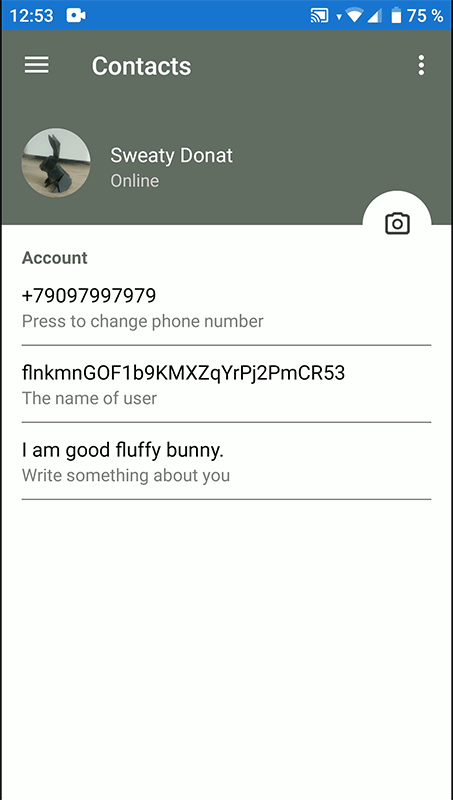 12:53
75 %
Contacts
Sweaty Donat
Online
Account
+79097997979
Press to change phone number
flnkmnGOF1b9KMXZqYrPj2PmCR53
The name of user
I am good fluffy bunny.
Write something about you